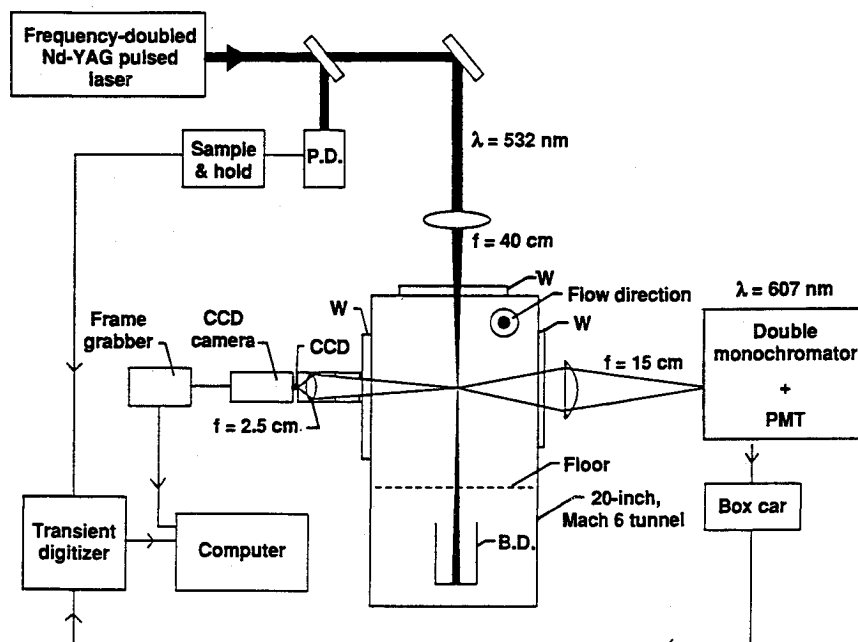 Frequency-doubled
Nd-YAG pulsed
laser
Sample
& hold
P.D.
λ = 532 nm
f = 40 cm
W
Flow direction
W
W
λ = 607 nm
Frame
grabber
CCD
camera
CCD
f = 15 cm
Double
monochromator
+
PMT
f = 2.5 cm
Floor
20-inch,
Mach 6 tunnel
Box car
Transient
digitizer
Computer
B.D.